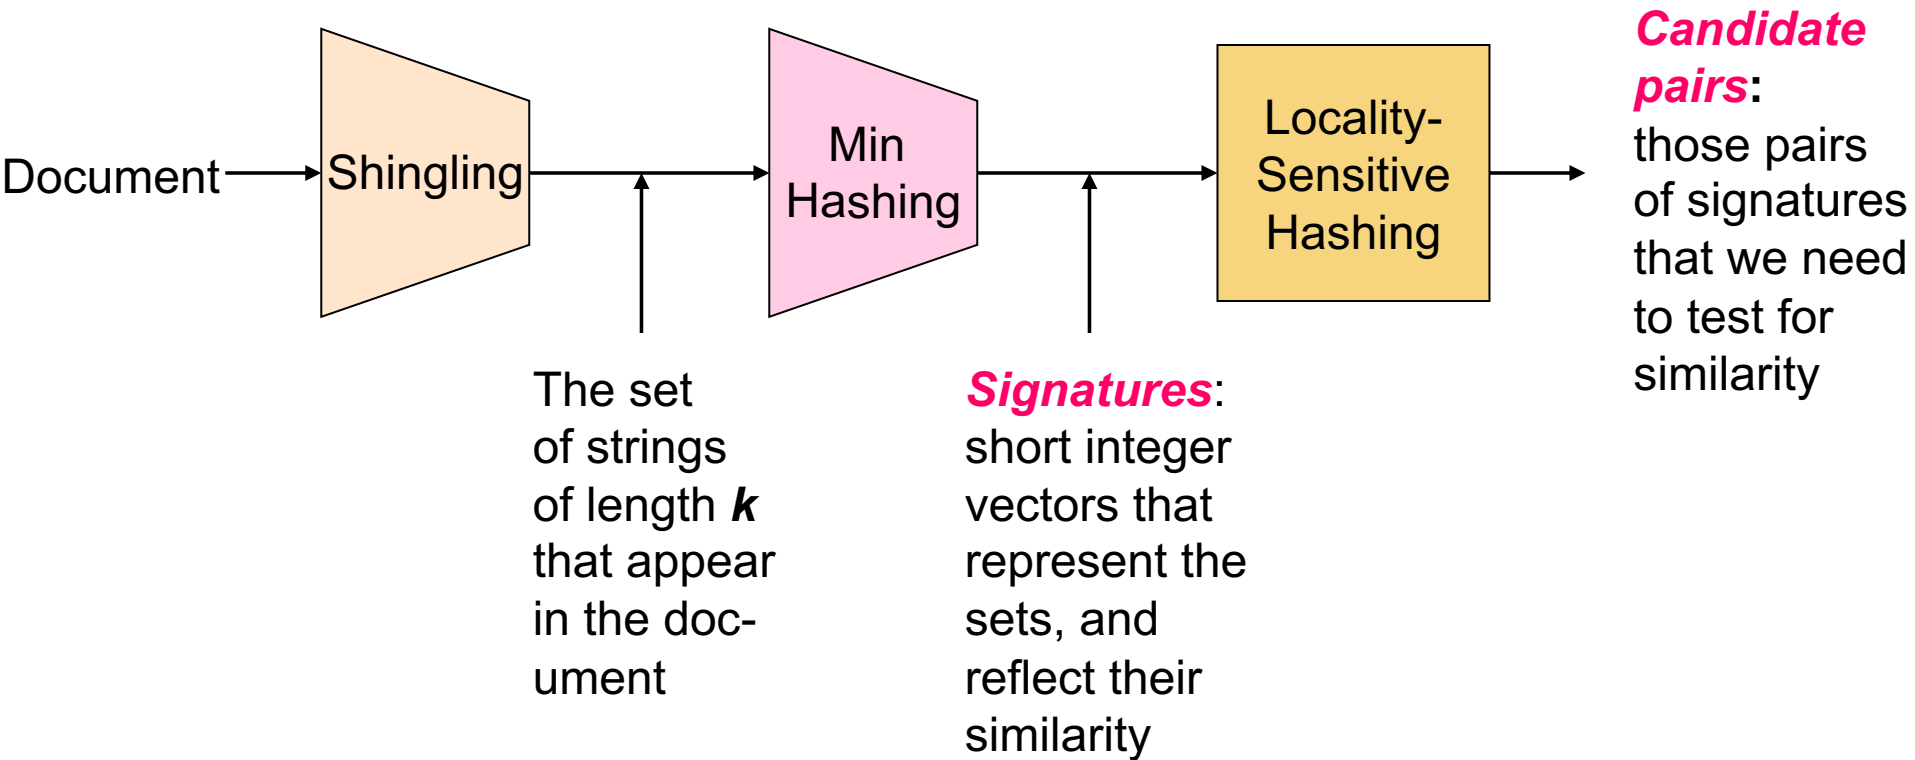 Document
Shingling
Min
Hashing
Locality-
Sensitive
Hashing
Candidate
pairs:
those pairs
of signatures
that we need
to test for
similarity
The set
of strings
of length k
that appear
in the doc-
ument
Signatures:
short integer
vectors that
represent the
sets, and
reflect their
similarity